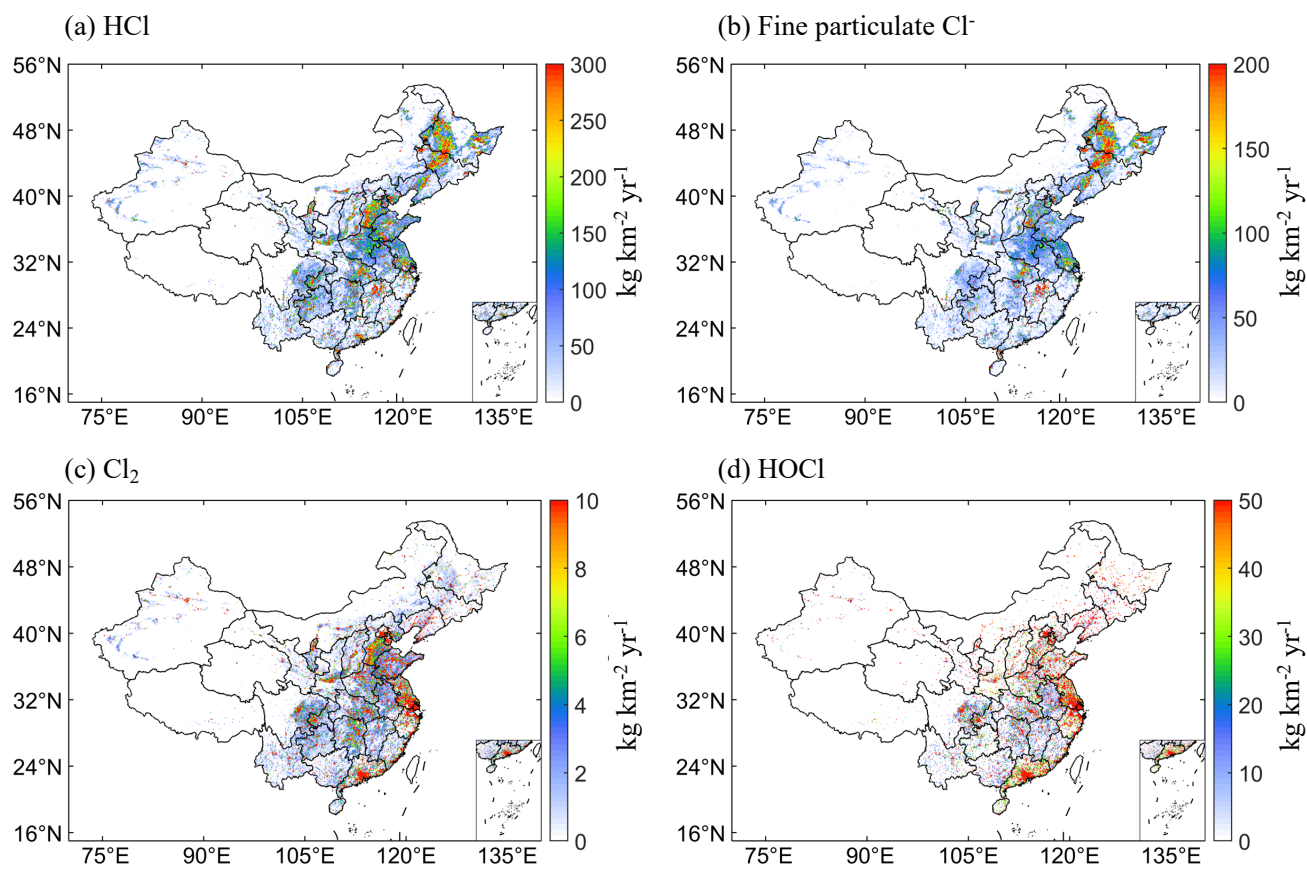 (a) HCl
(b) Fine particulate Cl⁻
56°N
48°N
40°N
32°N
24°N
16°N
75°E
90°E
105°E
120°E
135°E
300
250
200
150
100
50
0
kg km⁻² yr⁻¹
56°N
48°N
40°N
32°N
24°N
16°N
75°E
90°E
105°E
120°E
135°E
200
150
100
50
0
kg km⁻² yr⁻¹
(c) Cl₂
(d) HOCl
56°N
48°N
40°N
32°N
24°N
16°N
75°E
90°E
105°E
120°E
135°E
10
8
6
4
2
0
kg km⁻² yr⁻¹
56°N
48°N
40°N
32°N
24°N
16°N
75°E
90°E
105°E
120°E
135°E
50
40
30
20
10
0
kg km⁻² yr⁻¹